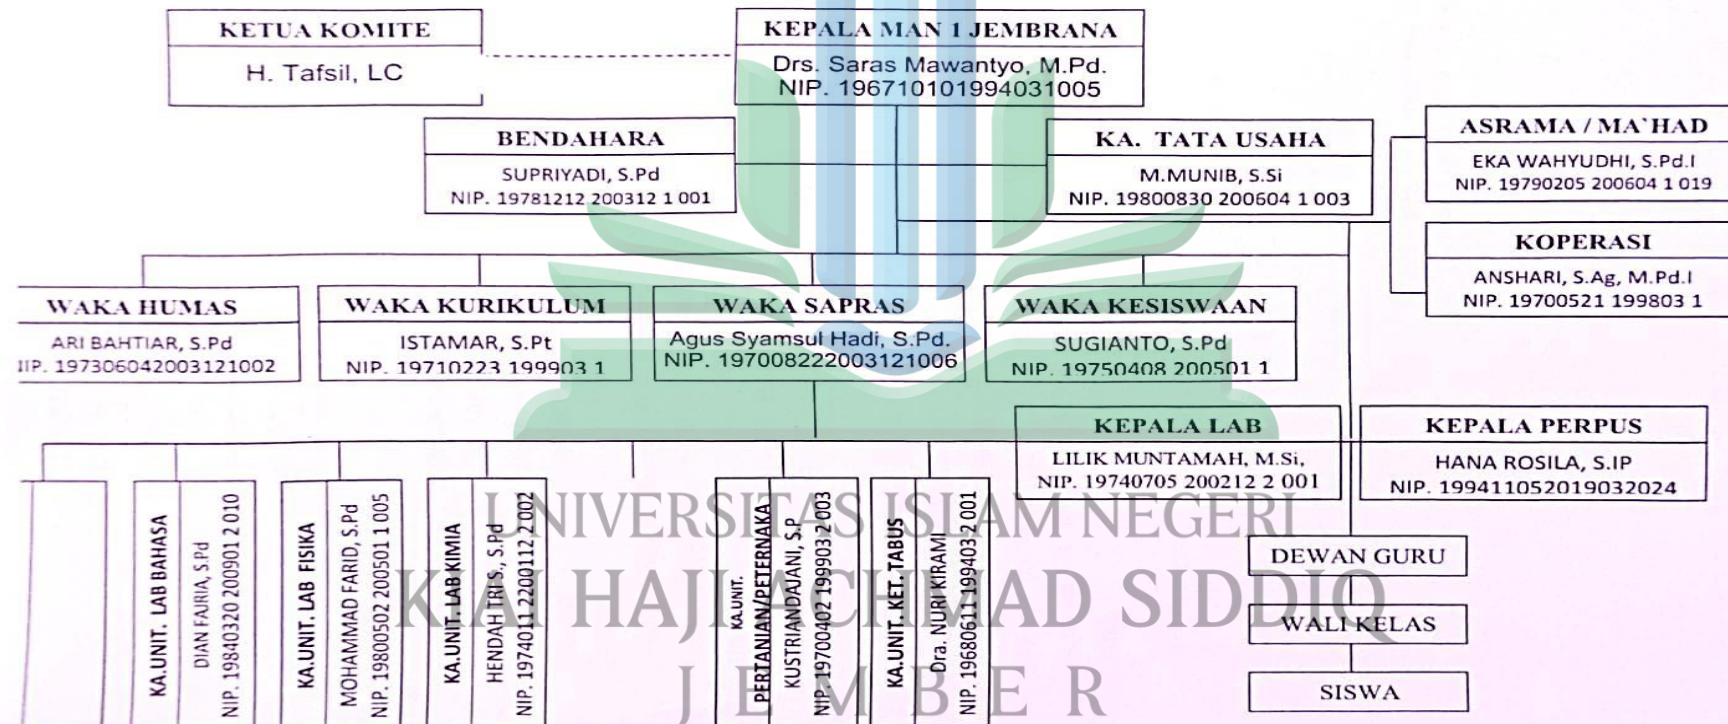 KETUA KOMITE
H. Tafsil, LC
KEPALA MAN 1 JEMBRANA
Drs. Saras Mawantyo, M.Pd.
NIP. 196710101994031005
BENDAHARA
SUPRIYADI, S.Pd
NIP. 19781212 200312 1 001
KA. TATA USAHA
M.MUNIB, S.Si
NIP. 19800830 200604 1 003
ASRAMA / MA`HAD
EKA WAHYUDHI, S.Pd.I
NIP. 19790205 200604 1 019
KOPERASI
ANSHARI, S.Ag, M.Pd.I
NIP. 19700521 199803 1
WAKA HUMAS
ARI BAHTIAR, S.Pd
NIP. 197306042003121002
WAKA KURIKULUM
ISTAMAR, S.Pt
NIP. 19710223 199903 1
WAKA SAPRAS
Agus Syamsul Hadi, S.Pd.
NIP. 197008222003121006
WAKA KESISWAAN
SUGIANTO, S.Pd
NIP. 19750408 200501 1
KEPALA LAB
LILIK MUNTAMAH, M.Si,
NIP. 19740705 200212 2 001
KEPALA PERPUS
HANA ROSILA, S.IP
NIP. 199411052019032024
KA.UNIT. LAB BAHASA
DIAN FAJRIA, S.Pd
NIP. 19840320 200901 2 010
KA.UNIT. LAB FISIKA
MOHAMMAD FARID, S.Pd
NIP. 19800502 200501 1 005
KA.UNIT. LAB KIMIA
HENDAH TRI S., S.Pd
NIP. 19740112 2200112 2 002
KA.UNIT.
PERTANIAN/PETERNAKA
KUSTRIANDAJANI, S.P
NIP. 19700402 199903 2 003
KA.UNIT. KET. TABUS
Dra. NURI KIRAMI
NIP. 19680611 199403 2 001
DEWAN GURU
WALI KELAS
SISWA
UNIVERSITAS ISLAM NEGERI
KIAI HAJI ACHMAD SIDDIQ
JEMBER